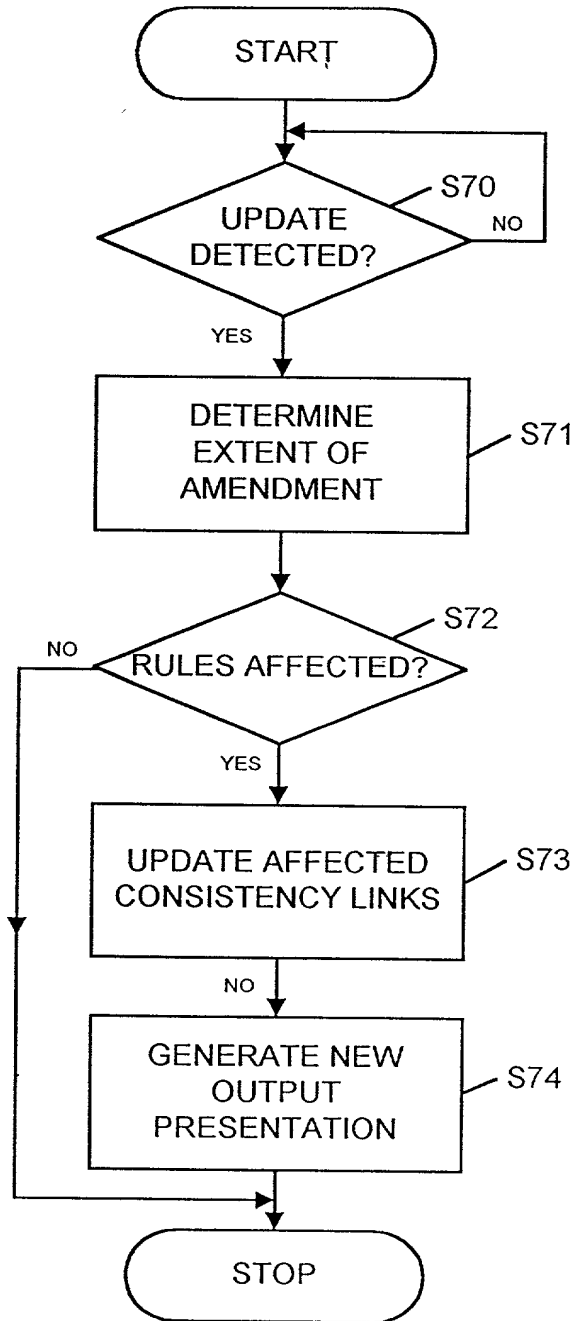 START
S70
UPDATE
DETECTED?
NO
YES
DETERMINE
EXTENT OF
AMENDMENT
S71
S72
NO
RULES AFFECTED?
YES
UPDATE AFFECTED
CONSISTENCY LINKS
S73
NO
GENERATE NEW
OUTPUT
PRESENTATION
S74
STOP